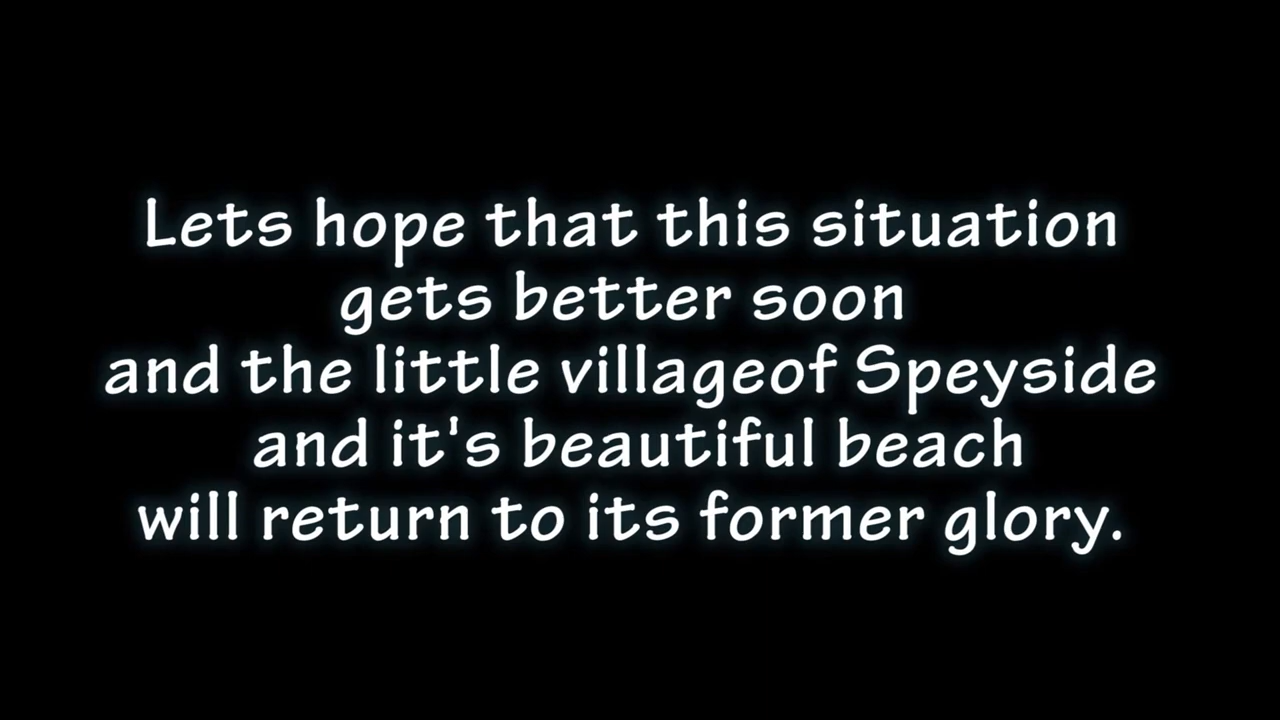 Lets hope that this situation
gets better soon
and the little villageof Speyside
and it's beautiful beach
will return to its former glory.